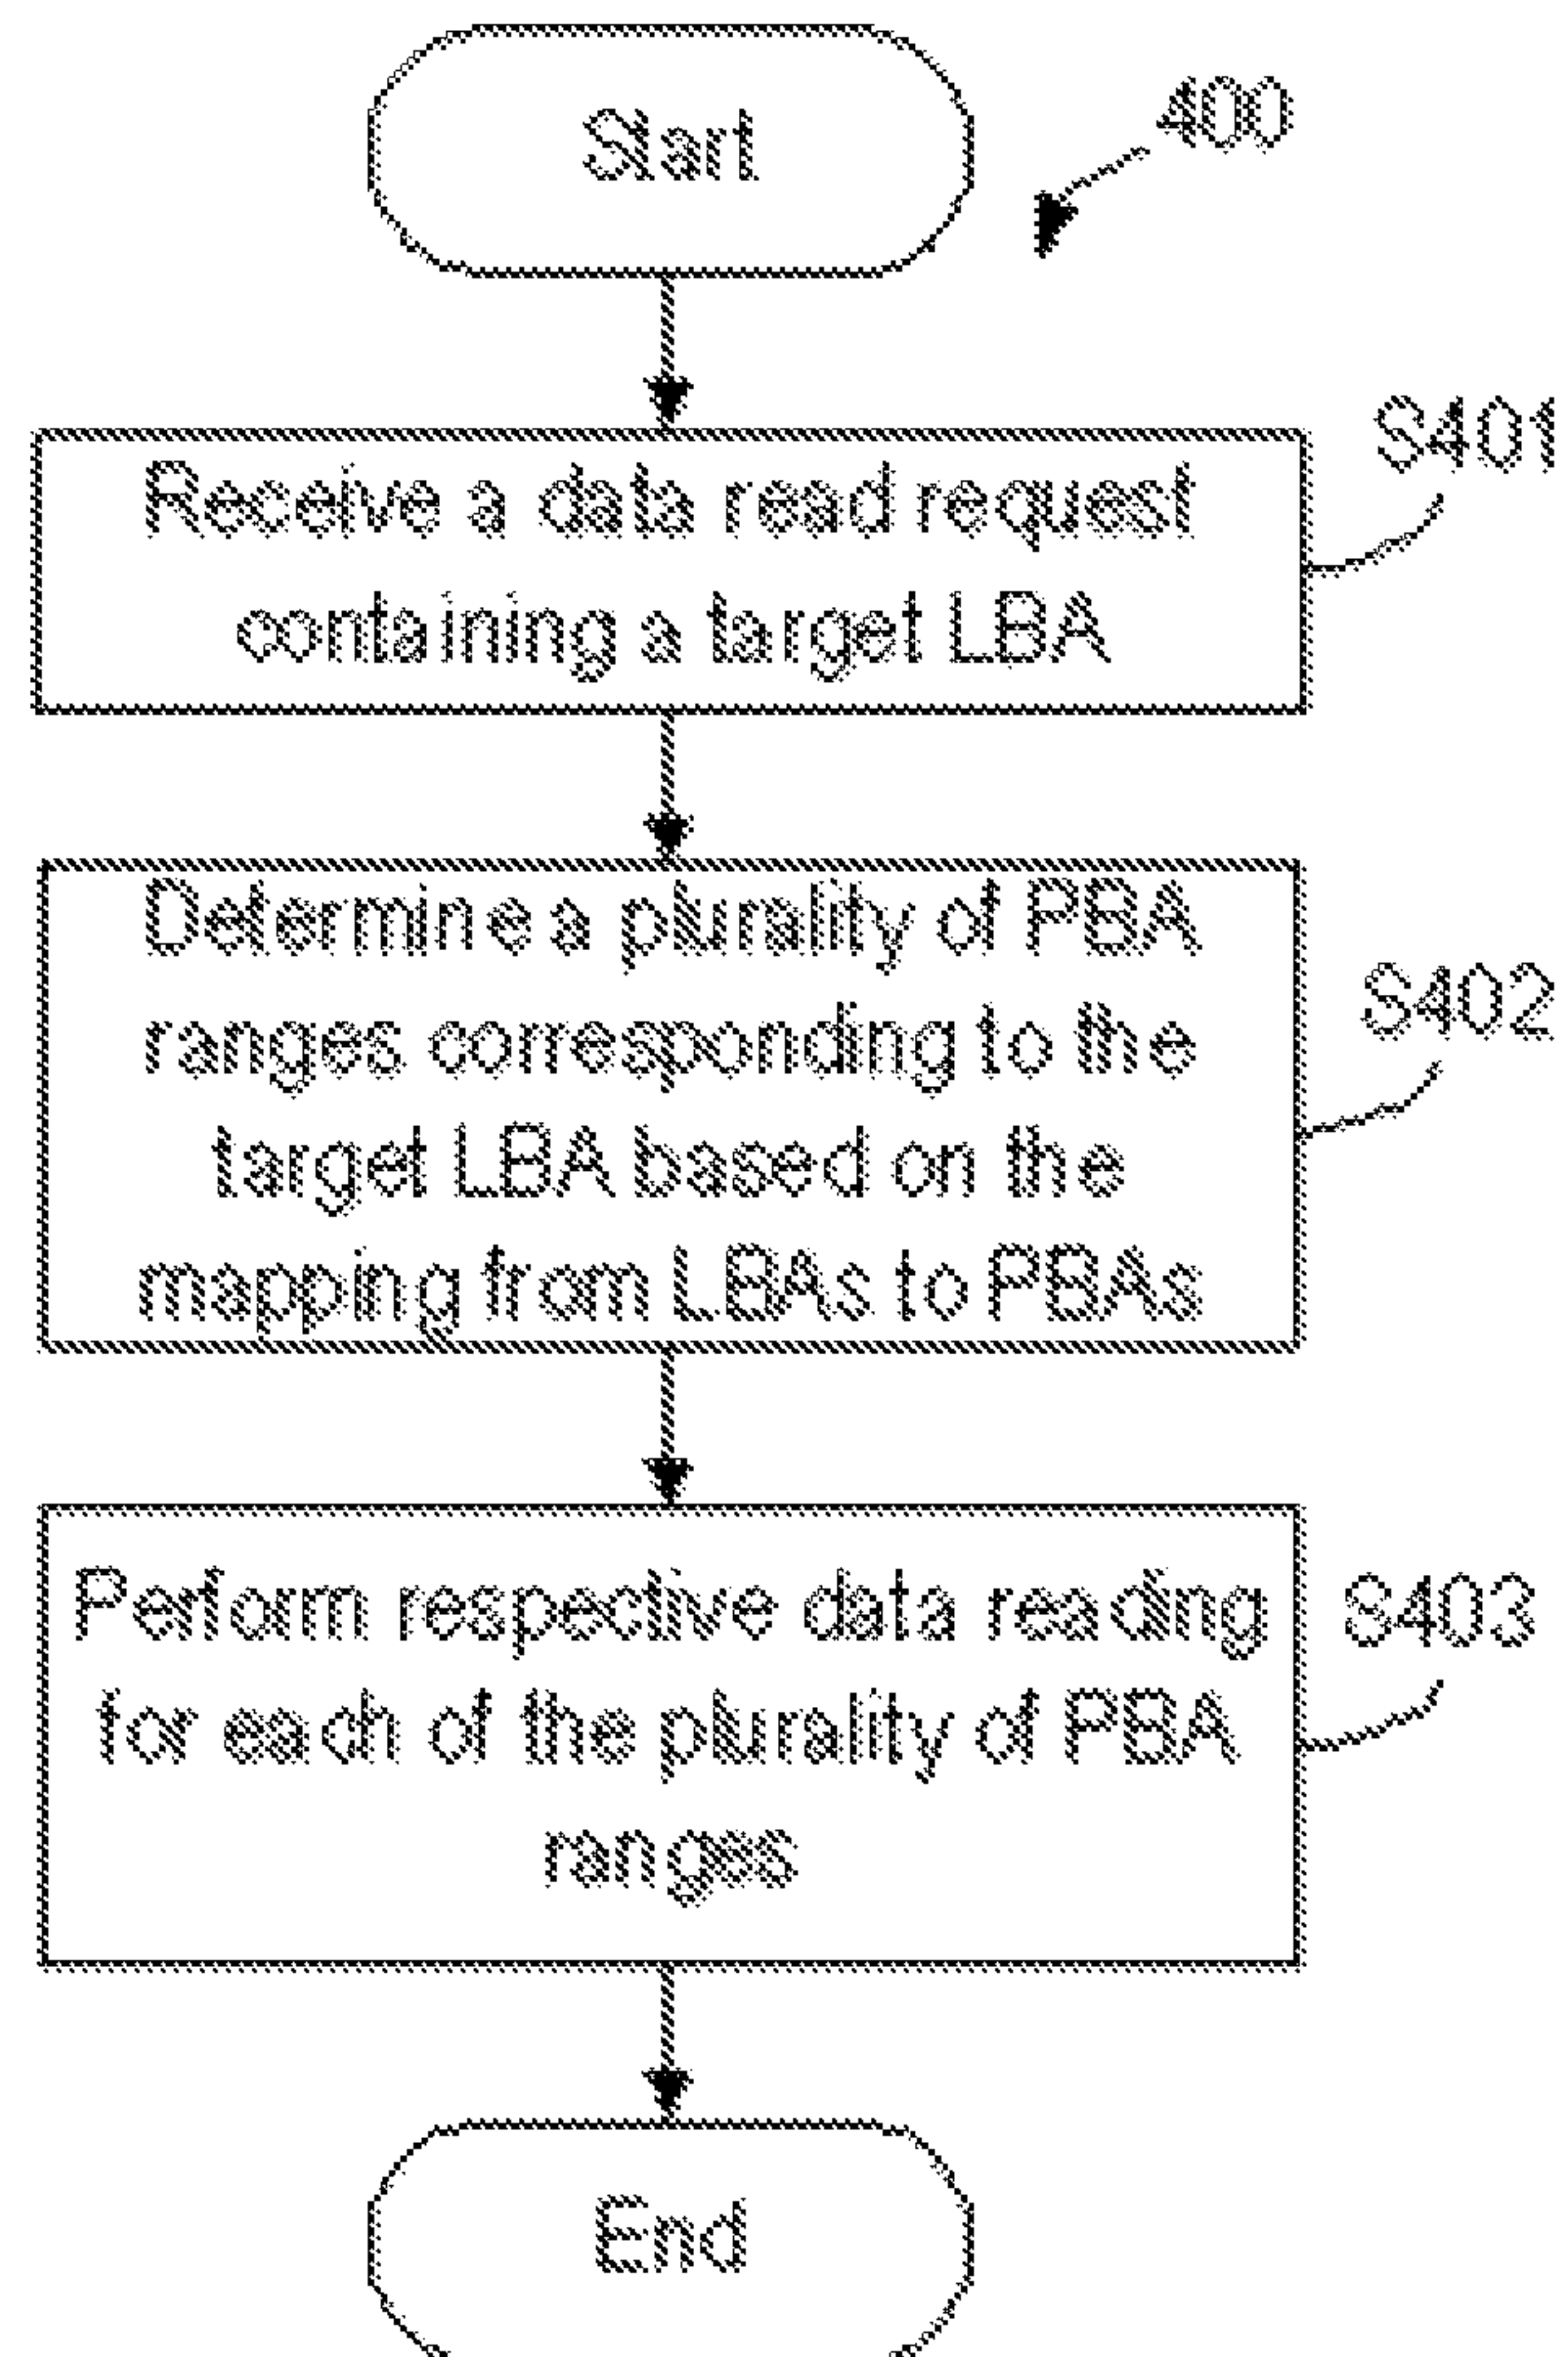 Start
400
Receive a data read request
containing a target LBA
S401
Determine a plurality of PBA
ranges corresponding to the
target LBA based on the
mapping from LBAs to PBAs
S402
Perform respective data reading
for each of the plurality of PBA
ranges
S403
End